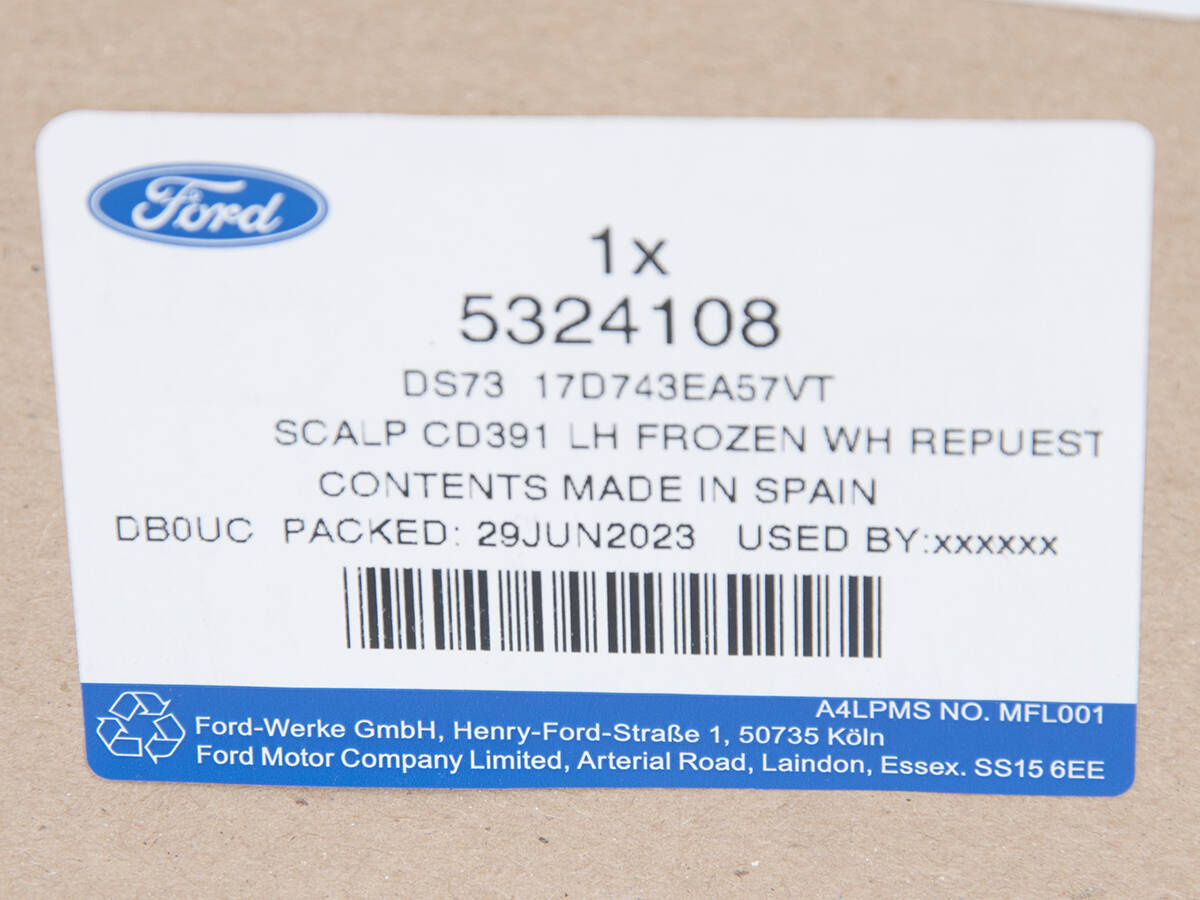 Ford
1x
5324108
DS73 17D743EA57VT
SCALP CD391 LH FROZEN WH REPUEST
CONTENTS MADE IN SPAIN
DB0UC PACKED: 29JUN2023 USED BY:xxxxxx
A4LPMS NO. MFL001
Ford-Werke GmbH, Henry-Ford-Straße 1, 50735 Köln
Ford Motor Company Limited, Arterial Road, Laindon, Essex. SS15 6EE